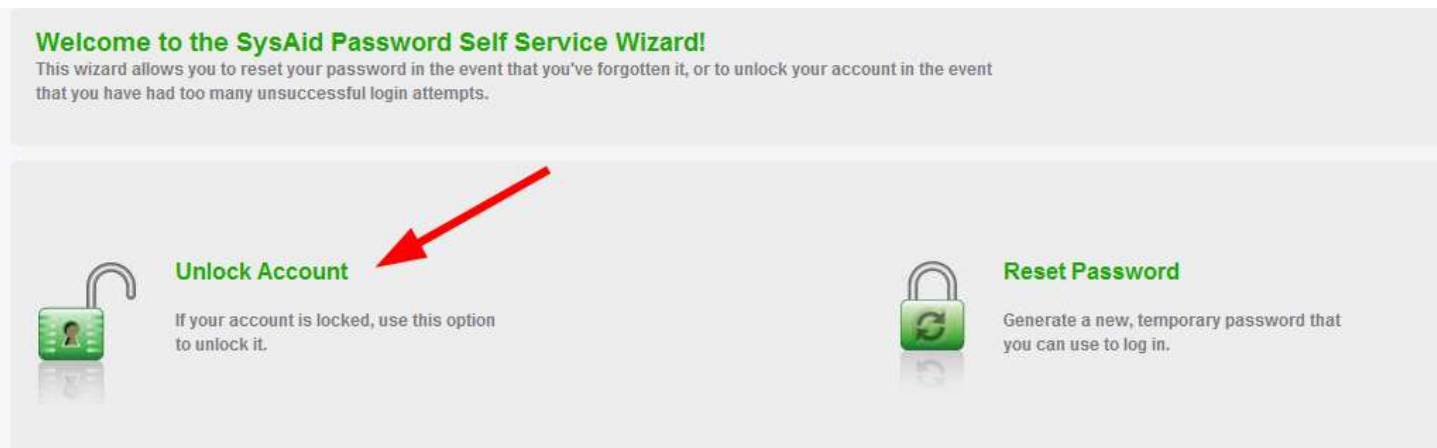 Welcome to the SysAid Password Self Service Wizard!
This wizard allows you to reset your password in the event that you've forgotten it, or to unlock your account in the event
that you have had too many unsuccessful login attempts.
Unlock Account
If your account is locked, use this option
to unlock it.
Reset Password
Generate a new, temporary password that
you can use to log in.